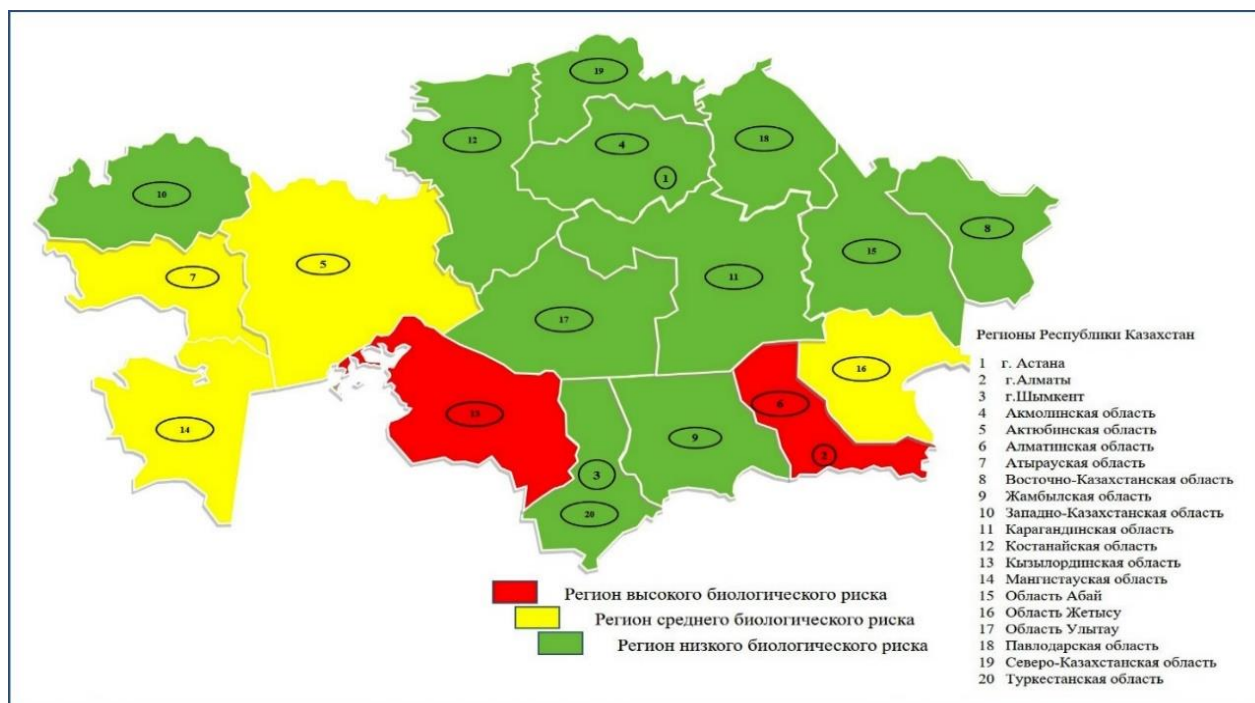 19
12
4
18
1
10
8
15
5
7
11
17
16
14
13
6
9
2
3
20
Регионы Республики Казахстан
1 г. Астана
2 г.Алматы
3 г.Шымкент
4 Акмолинская область
5 Актюбинская область
6 Алматинская область
7 Атырауская область
8 Восточно-Казахстанская область
9 Жамбылская область
10 Западно-Казахстанская область
11 Карагандинская область
12 Костанайская область
13 Кызылординская область
14 Мангистауская область
15 Область Абай
16 Область Жетысу
17 Область Улытау
18 Павлодарская область
19 Северо-Казахстанская область
20 Туркестанская область
Регион высокого биологического риска
Регион среднего биологического риска
Регион низкого биологического риска